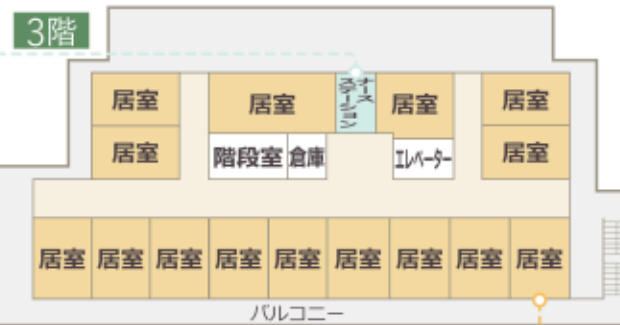 3階
居室 居室 ナースステーション 居室 居室
居室 階段室 倉庫 エレベーター 居室
居室 居室 居室 居室 居室 居室 居室 居室 居室
バルコニー